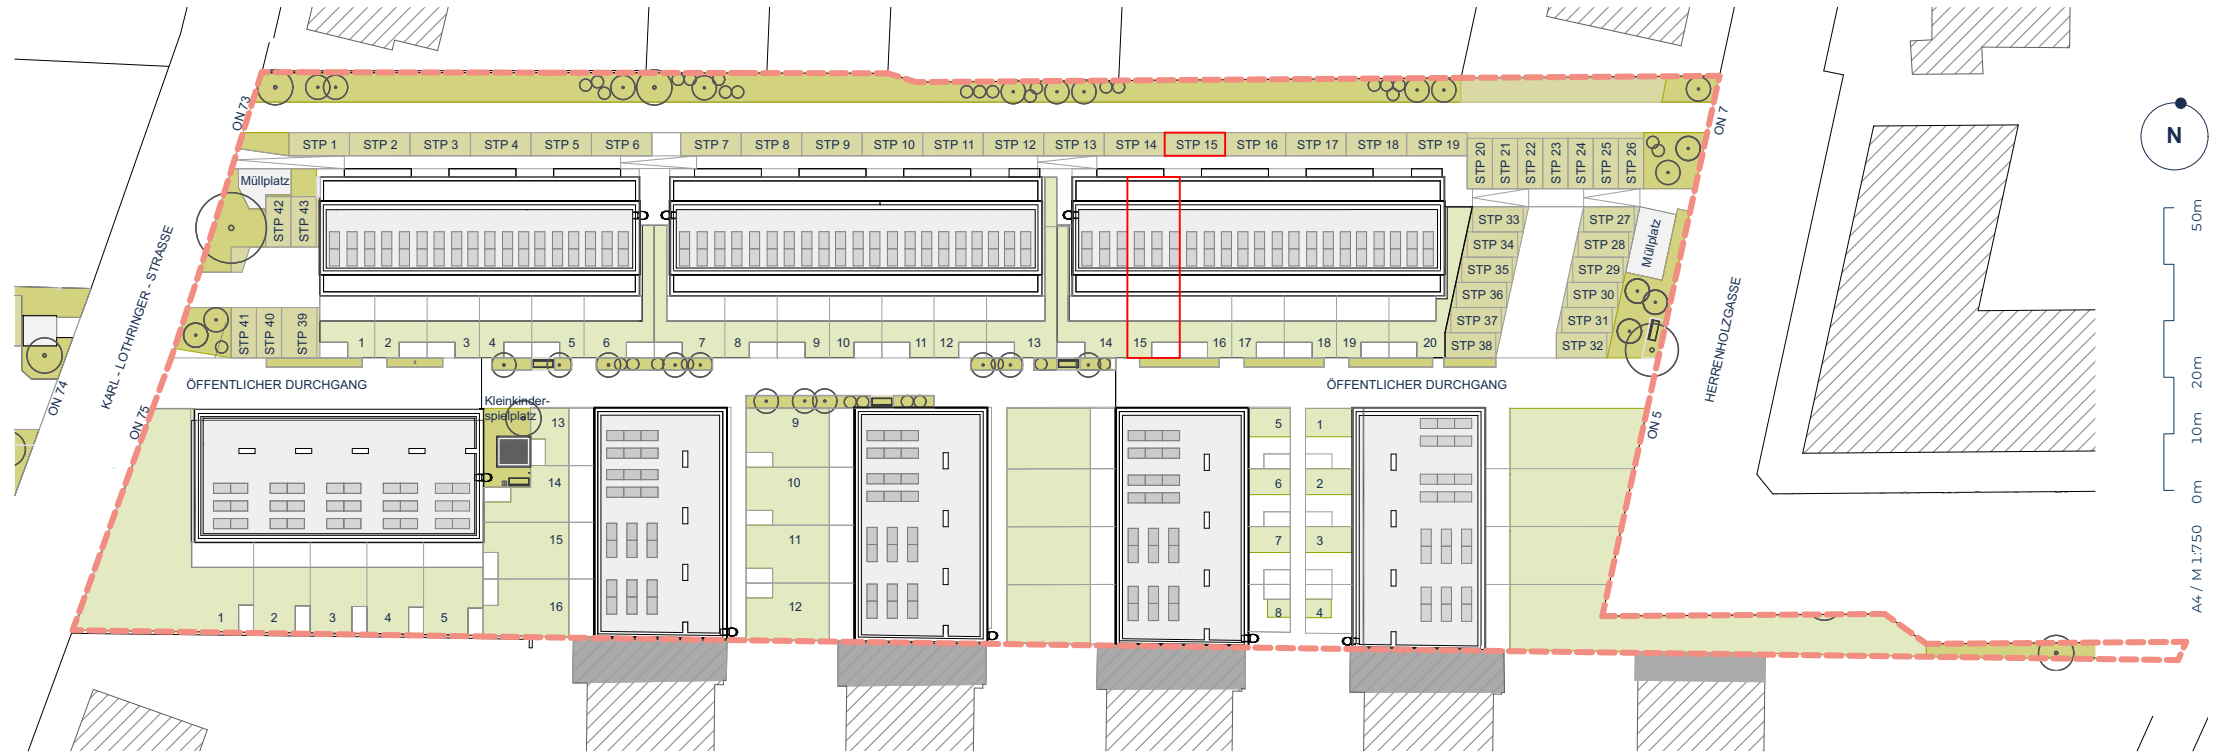 ON 73
ON 7
STP 1
STP 2
STP 3
STP 4
STP 5
STP 6
STP 7
STP 8
STP 9
STP 10
STP 11
STP 12
STP 13
STP 14
STP 15
STP 16
STP 17
STP 18
STP 19
STP 20
STP 21
STP 22
STP 23
STP 24
STP 25
STP 26
N
Müllplatz
STP 42
STP 43
STP 33
STP 34
STP 35
STP 36
STP 37
STP 38
STP 27
STP 28
STP 29
STP 30
STP 31
STP 32
Müllplatz
50m
20m
10m
0m
A4 / M 1:750
KARL - LOTHRINGER - STRASSE
HERRENHOLZGASSE
STP 41
STP 40
STP 39
1
2
3
4
5
6
7
8
9
10
11
12
13
14
15
16
17
18
19
20
ÖFFENTLICHER DURCHGANG
ÖFFENTLICHER DURCHGANG
ON 74
ON 75
ON 5
Kleinkinder-
spielplatz
13
14
15
16
9
10
11
12
5
6
7
8
1
2
3
4
1
2
3
4
5